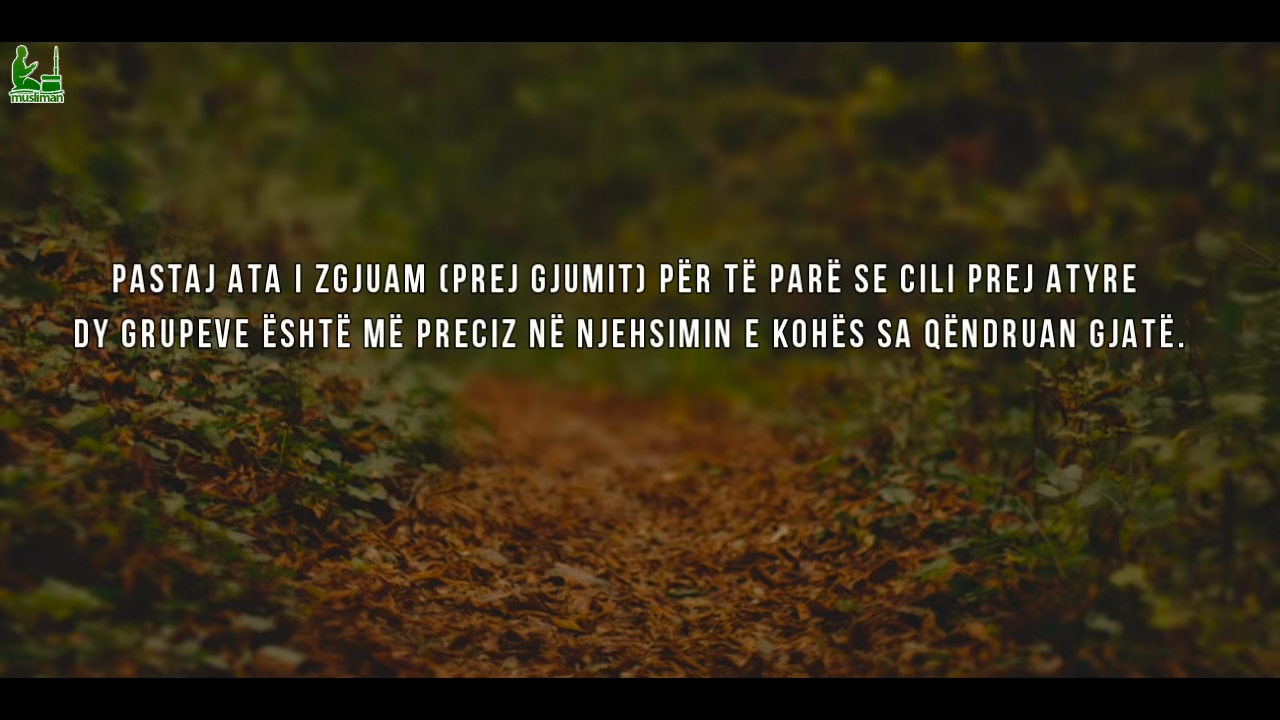 musliman
PASTAJ ATA I ZGJUAM (PREJ GJUMIT) PËR TË PARË SE CILI PREJ ATYRE
DY GRUPEVE ËSHTË MË PRECIZ NË NJEHSIMIN E KOHËS SA QËNDRUAN GJATË.